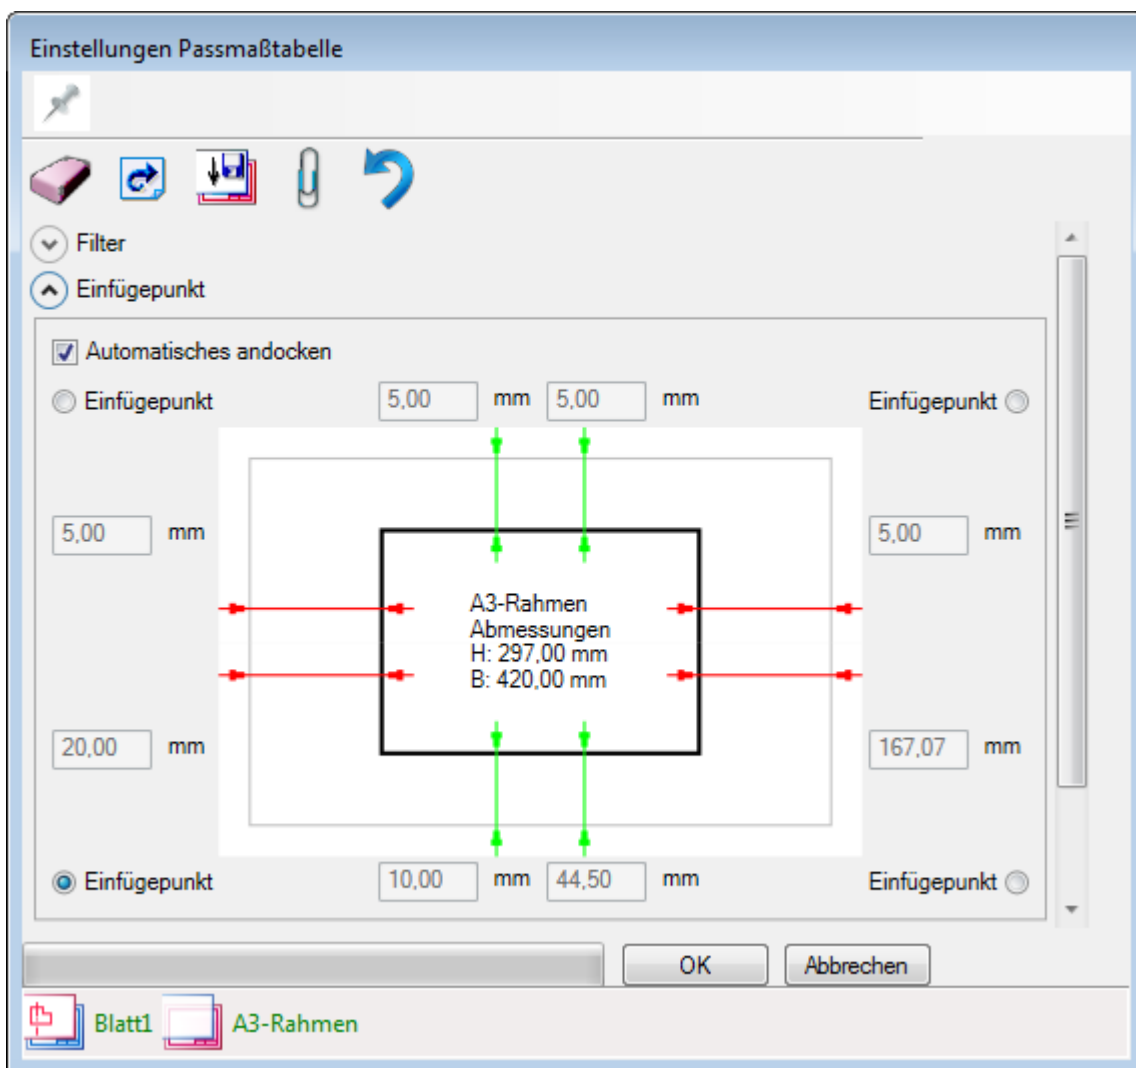 Einstellungen Passmaßtabelle
Filter
Einfügepunkt
Automatisches andocken
Einfügepunkt 5,00 mm 5,00 mm Einfügepunkt
5,00 mm 5,00 mm
A3-Rahmen
Abmessungen
H: 297,00 mm
B: 420,00 mm
20,00 mm 167,07 mm
Einfügepunkt 10,00 mm 44,50 mm Einfügepunkt
OK Abbrechen
Blatt1 A3-Rahmen